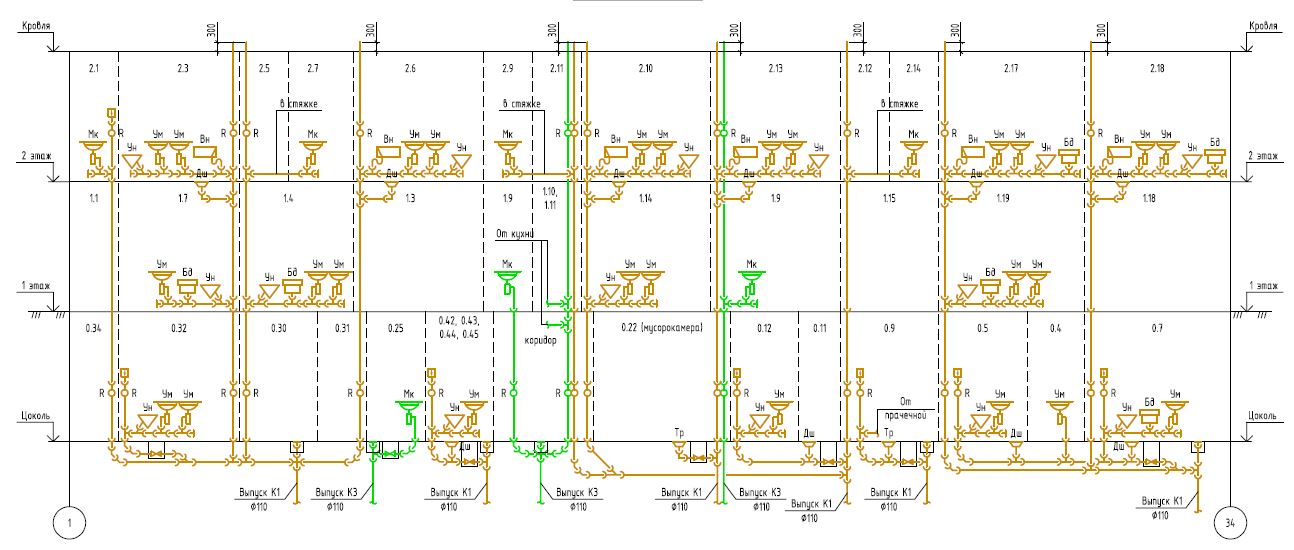 300 300 300 300 300 300 300
Кровля Кровля
2.1 2.3 2.5 2.7 2.6 2.9 2.11 2.10 2.13 2.12 2.14 2.17 2.18
в стяжке в стяжке в стяжке
R R R R R R R R R
Мк Ум Ум Вн Мк Вн Ум Ум Мк Вн Ум Ум Вн Ум Ум Мк Вн Ум Ум Бд Вн Ум Ум Бд
Ун Ун Ун Ун Ун Ун
2 этаж 2 этаж
Дш Дш Дш Дш Дш Дш
1.1 1.7 1.4 1.3 1.9 1.10, 1.14 1.9 1.15 1.19 1.18
1.11
От кухни
Ум Бд Ун Ун Бд Ум Ум Мк Ун Ум Ум Мк Ун Бд Ум Ум
1 этаж 1 этаж
0.34 0.32 0.30 0.31 0.25 0.42, 0.43, 0.22 (мусорокамера) 0.12 0.11 0.9 0.5 0.4 0.7
0.44, 0.45
коридор
R R R R R R R R R
Ун Ум Ум Мк Ун Ум Ун Ум Ун Ум Ум Ун Бд Ум
От
прачечной
Цоколь Цоколь
Дш Тр Дш Тр Дш Дш
Выпуск К1 Выпуск К3 Выпуск К1 Выпуск К3 Выпуск К1 Выпуск К3 Выпуск К1 Выпуск К1 Выпуск К1
ϕ110 ϕ110 ϕ110 ϕ110 ϕ110 ϕ110 ϕ110 ϕ110 ϕ110
1 34